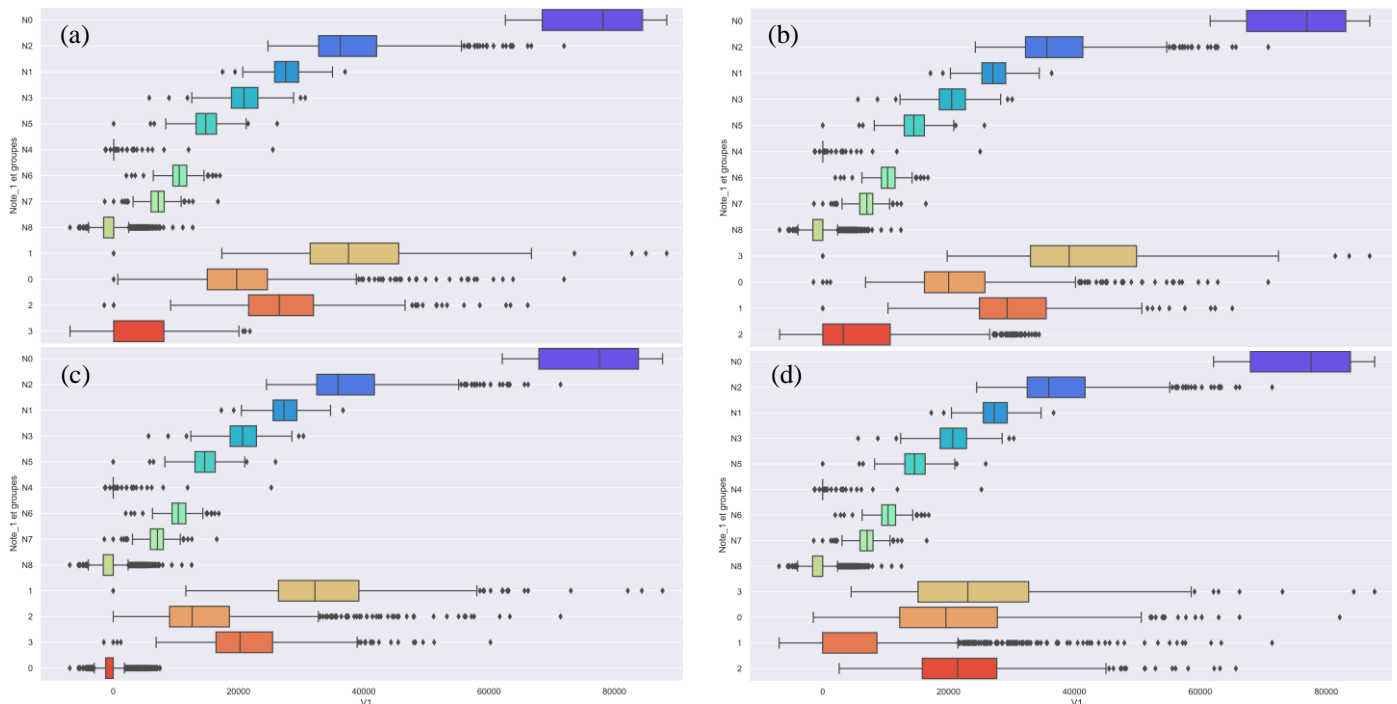 (a)
N0
N2
N1
N3
N5
N4
N6
N7
N8
1
0
2
3
Note_1 et groupes
(b)
N0
N2
N1
N3
N5
N4
N6
N7
N8
3
0
1
2
Note_1 et groupes
(c)
N0
N2
N1
N3
N5
N4
N6
N7
N8
1
2
3
0
Note_1 et groupes
0 20000 40000 60000 80000
V1
(d)
N0
N2
N1
N3
N5
N4
N6
N7
N8
3
0
1
2
Note_1 et groupes
0 20000 40000 60000 80000
V1